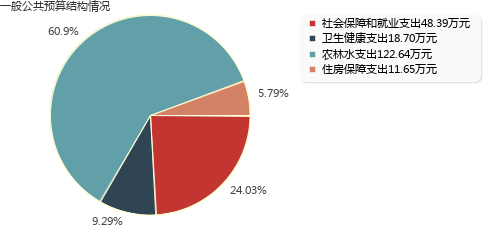 一般公共预算结构情况
60.9%
5.79%
24.03%
9.29%
社会保障和就业支出48.39万元
卫生健康支出18.70万元
农林水支出122.64万元
住房保障支出11.65万元